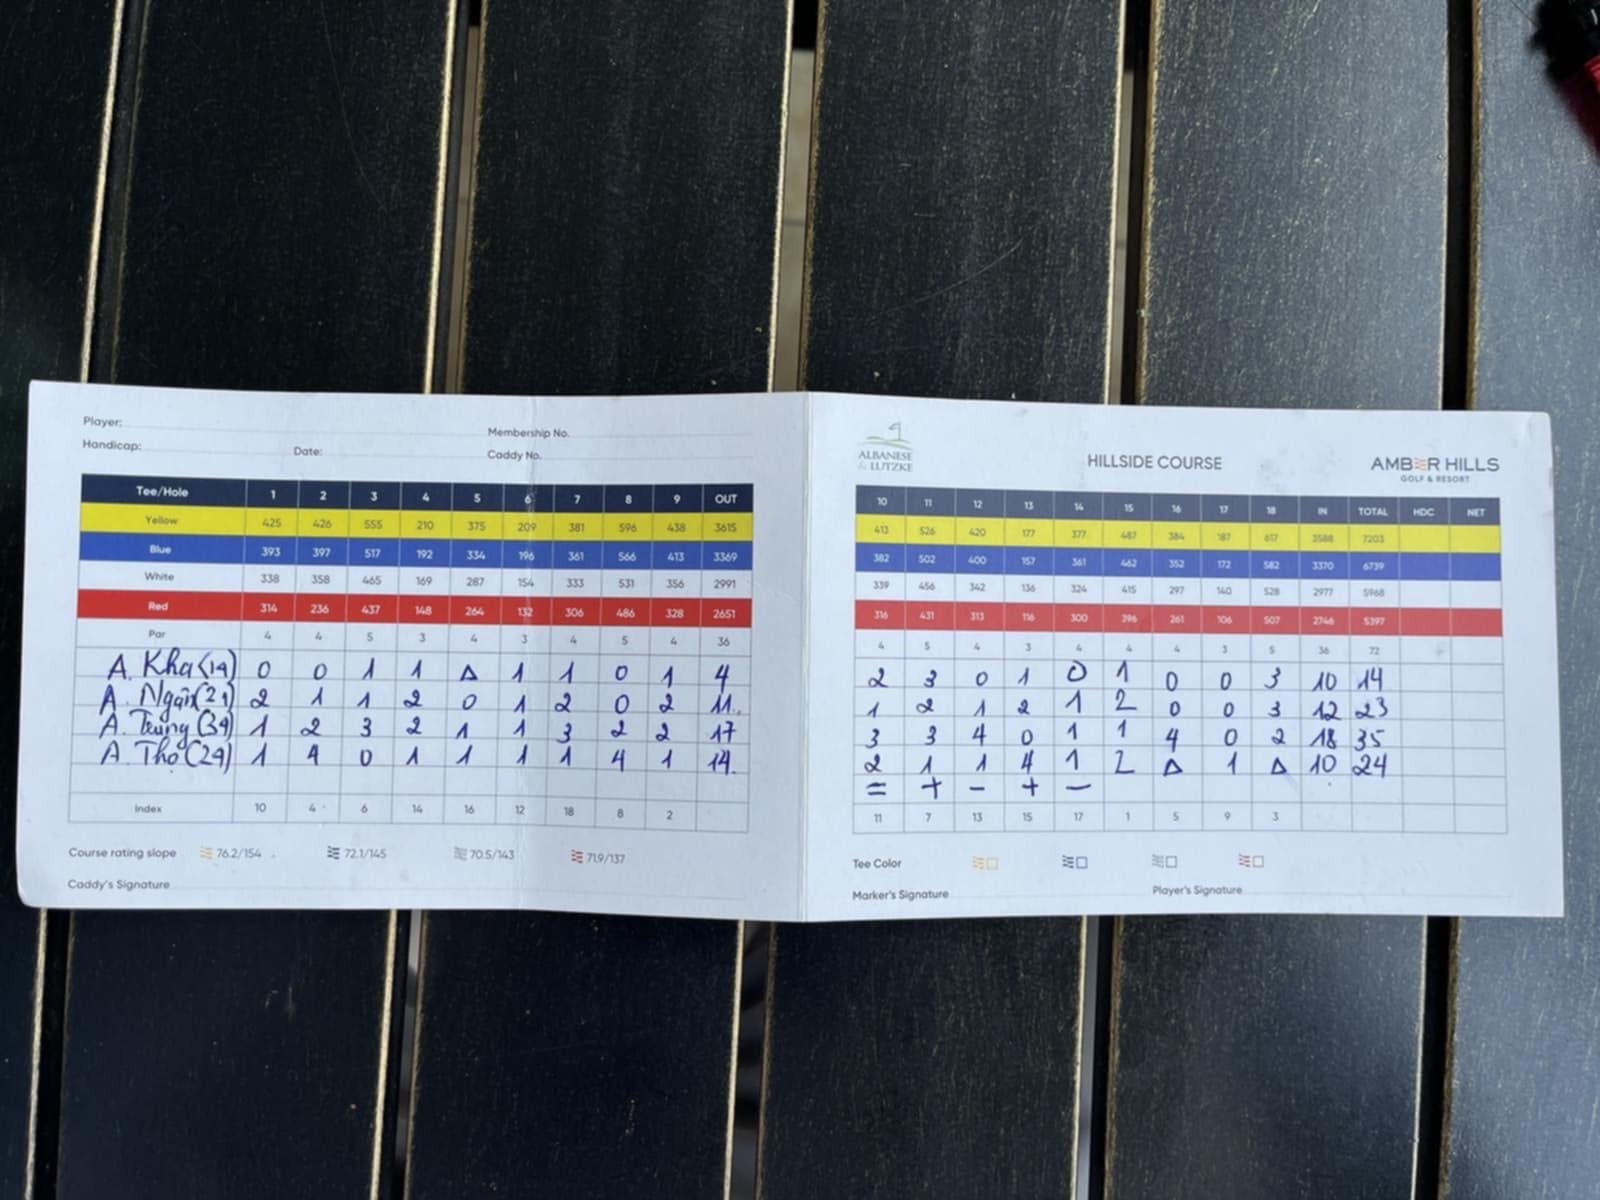 Player:
Membership No.
Handicap:
Date:
Caddy No.
Tee/Hole 1 2 3 4 5 6 7 8 9 OUT
Yellow 425 426 555 210 375 209 381 596 438 3615
Blue 393 397 517 192 334 196 361 566 413 3369
White 338 358 465 169 287 154 333 531 356 2991
Red 314 236 437 148 264 132 306 486 328 2651
Par 4 4 5 3 4 3 4 5 4 36
A. Kha 0 0 1 1 Δ 1 1 0 1 4
A. 2 1 1 2 0 1 2 0 2 11.
A. Trung 1 2 3 2 1 1 3 2 2 17
A. Thọ (24) 1 4 0 1 1 1 1 4 1 14.
Index 10 4 6 14 16 12 18 8 2
Course rating slope 76.2/154 72.1/145 70.5/143 71.9/137
Caddy's Signature
ALBANESE
& LUTZKE
HILLSIDE COURSE
AMBER HILLS
GOLF & RESORT
10 11 12 13 14 15 16 17 18 IN TOTAL HDC NET
413 526 420 177 377 487 384 187 617 3588 7203
382 502 400 157 361 462 352 172 582 3370 6739
339 456 342 136 324 415 297 140 528 2977 5968
316 431 313 116 300 396 261 106 507 2746 5397
4 5 4 3 4 4 4 3 5 36 72
2 3 0 1 0 1 0 0 3 10 14
1 2 1 2 1 2 0 0 3 12 23
3 3 4 0 1 1 4 0 2 18 35
2 1 1 4 1 2 Δ 1 Δ 10 24
= + - + -
11 7 13 15 17 1 5 9 3
Tee Color
Marker's Signature
Player's Signature